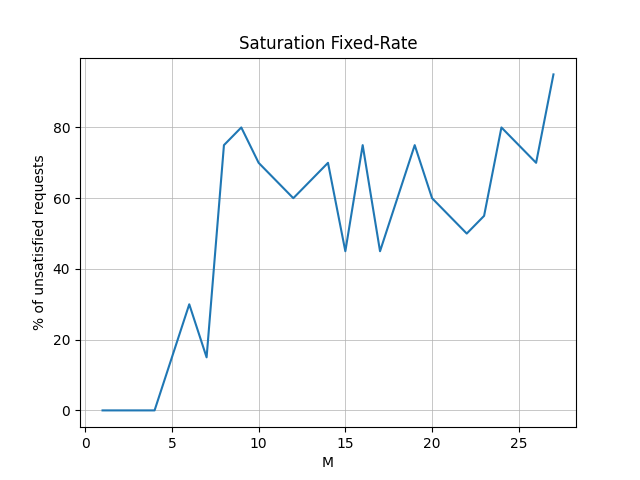 Saturation Fixed-Rate
% of unsatisfied requests
80
60
40
20
0
0 5 10 15 20 25
M